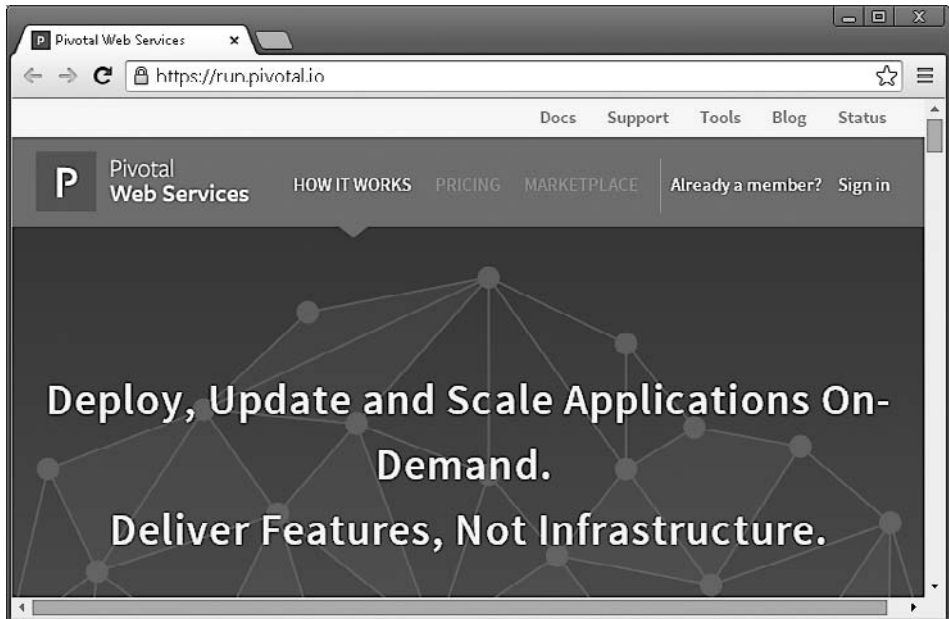 Pivotal Web Services
https://run.pivotal.io
Docs Support Tools Blog Status
P Pivotal
Web Services
HOW IT WORKS PRICING MARKETPLACE Already a member? Sign in
Deploy, Update and Scale Applications On-
Demand.
Deliver Features, Not Infrastructure.